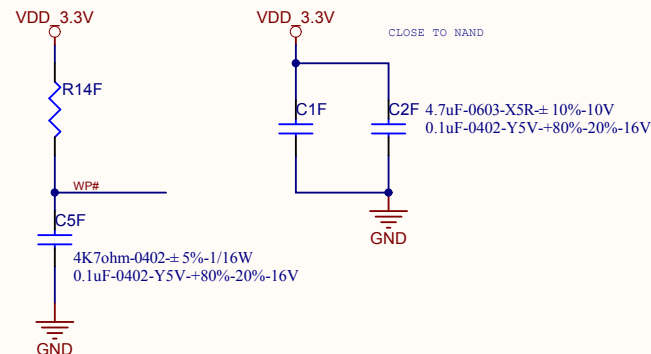 VDD_3.3V
R14F
WP#
C5F
4K7ohm-0402-±5%-1/16W
0.1uF-0402-Y5V-+80%-20%-16V
GND
VDD_3.3V
CLOSE TO NAND
C1F
C2F
4.7uF-0603-X5R-±10%-10V
0.1uF-0402-Y5V-+80%-20%-16V
GND